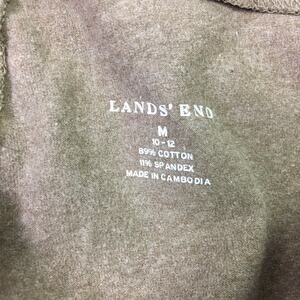 LANDS' END
M
10-12
89% COTTON
11% SPANDEX
MADE IN CAMBODIA